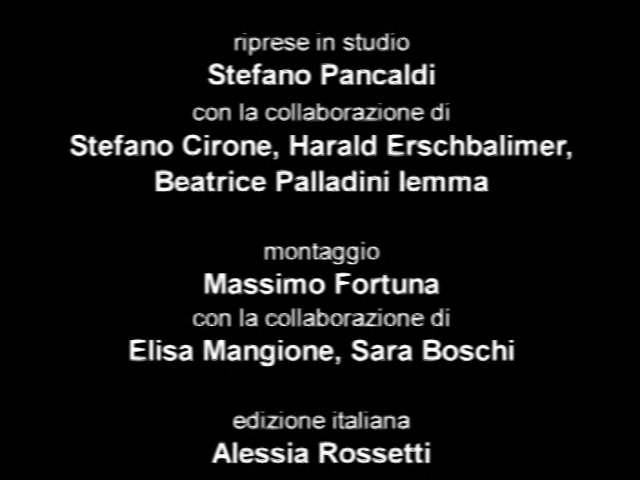 riprese in studio
Stefano Pancaldi
con la collaborazione di
Stefano Cirone, Harald Erschbalimer,
Beatrice Palladini Iemma
montaggio
Massimo Fortuna
con la collaborazione di
Elisa Mangione, Sara Boschi
edizione italiana
Alessia Rossetti